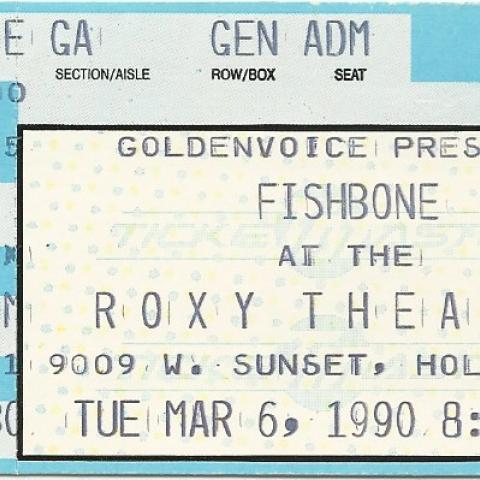 E GA GEN ADM
SECTION/AISLE ROW/BOX SEAT
GOLDENVOICE PRES
FISHBONE
AT THE
ROXY THEA
9009 W. SUNSET, HOL
TUE MAR 6, 1990 8: